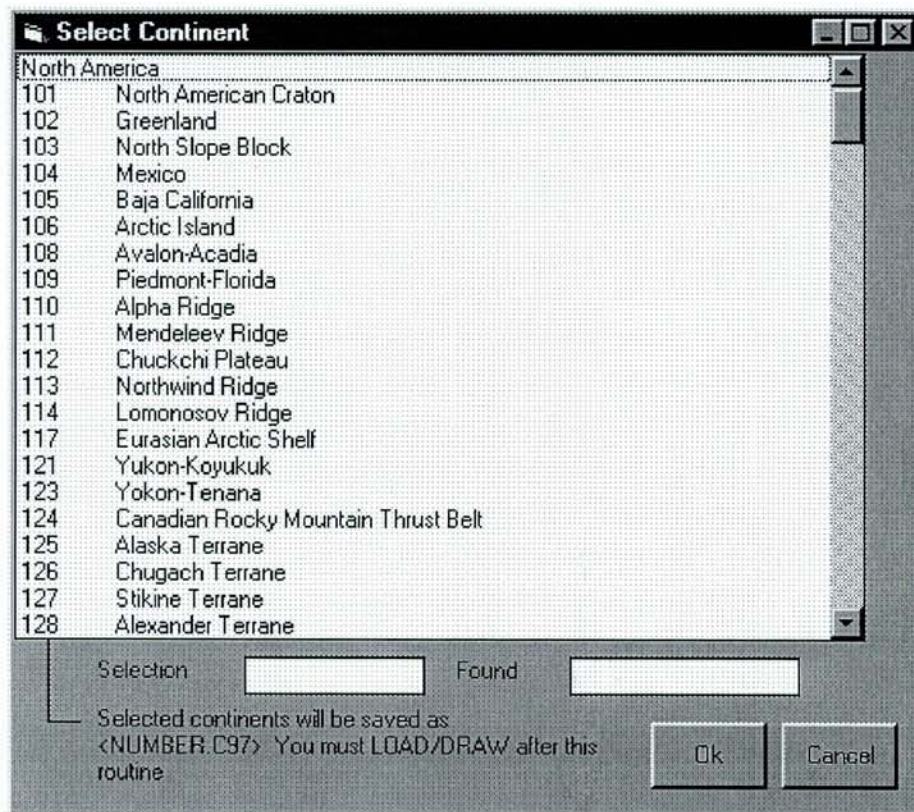 Select Continent
North America
101 North American Craton
102 Greenland
103 North Slope Block
104 Mexico
105 Baja California
106 Arctic Island
108 Avalon-Acadia
109 Piedmont-Florida
110 Alpha Ridge
111 Mendeleev Ridge
112 Chuckchi Plateau
113 Northwind Ridge
114 Lomonosov Ridge
117 Eurasian Arctic Shelf
121 Yukon-Koyukuk
123 Yokon-Tenana
124 Canadian Rocky Mountain Thrust Belt
125 Alaska Terrane
126 Chugach Terrane
127 Stikine Terrane
128 Alexander Terrane
Selection Found
Selected continents will be saved as
<NUMBER.C97> You must LOAD/DRAW after this
routine
Ok Cancel